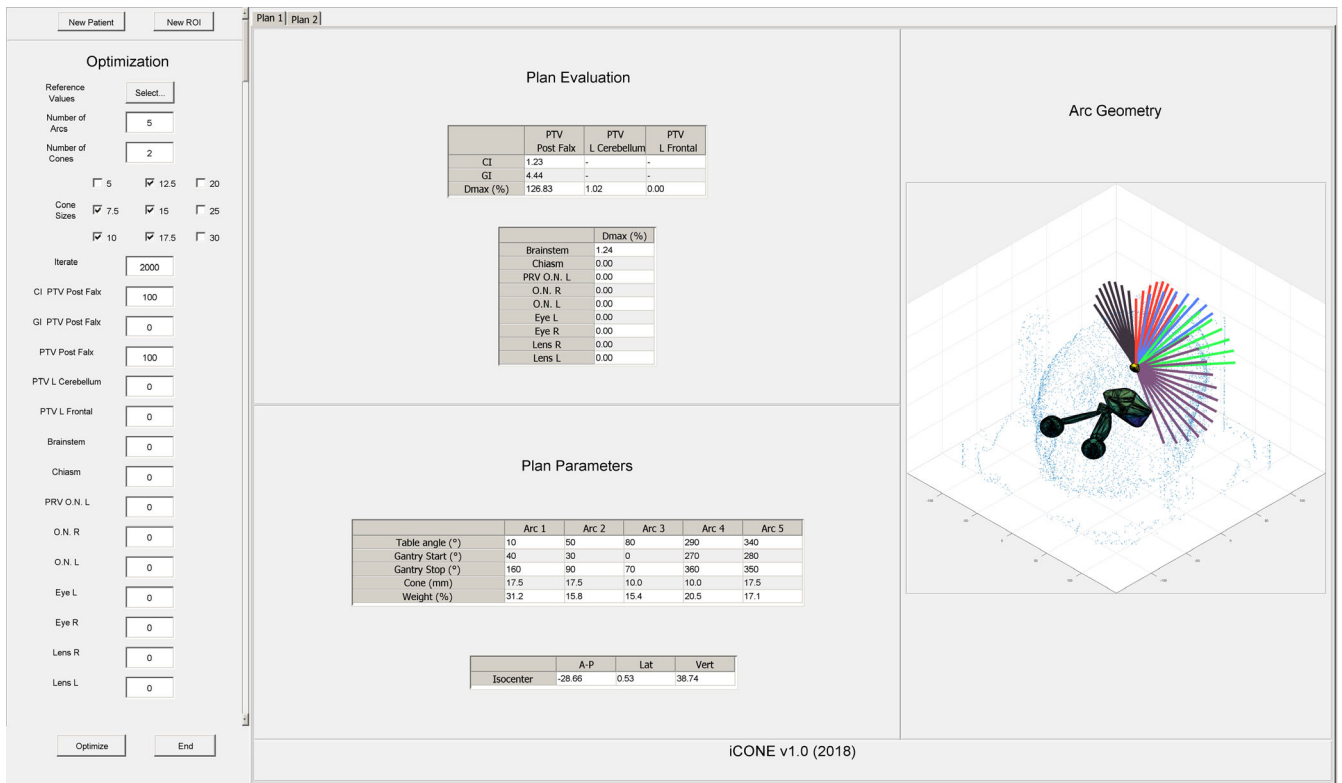 New Patient New ROI
Optimization
Reference
Values
Select...
Number of
Arcs
5
Number of
Cones
2
5 12.5 20
Cone
Sizes
7.5 15 25
10 17.5 30
Iterate 2000
CI PTV Post Falx 100
GI PTV Post Falx 0
PTV Post Falx 100
PTV L Cerebellum 0
PTV L Frontal 0
Brainstem 0
Chiasm 0
PRV O.N. L 0
O.N. R 0
O.N. L 0
Eye L 0
Eye R 0
Lens R 0
Lens L 0
Optimize End
Plan 1 Plan 2
Plan Evaluation
PTV PTV PTV
Post Falx L Cerebellum L Frontal
CI 1.23 - -
GI 4.44 - -
Dmax (%) 126.83 1.02 0.00
Dmax (%)
Brainstem 1.24
Chiasm 0.00
PRV O.N. L 0.00
O.N. R 0.00
O.N. L 0.00
Eye L 0.00
Eye R 0.00
Lens R 0.00
Lens L 0.00
Plan Parameters
Arc 1 Arc 2 Arc 3 Arc 4 Arc 5
Table angle (°) 10 50 80 290 340
Gantry Start (°) 40 30 0 270 280
Gantry Stop (°) 160 90 70 360 350
Cone (mm) 17.5 17.5 10.0 10.0 17.5
Weight (%) 31.2 15.8 15.4 20.5 17.1
A-P Lat Vert
Isocenter -28.66 0.53 38.74
Arc Geometry
iCONE v1.0 (2018)